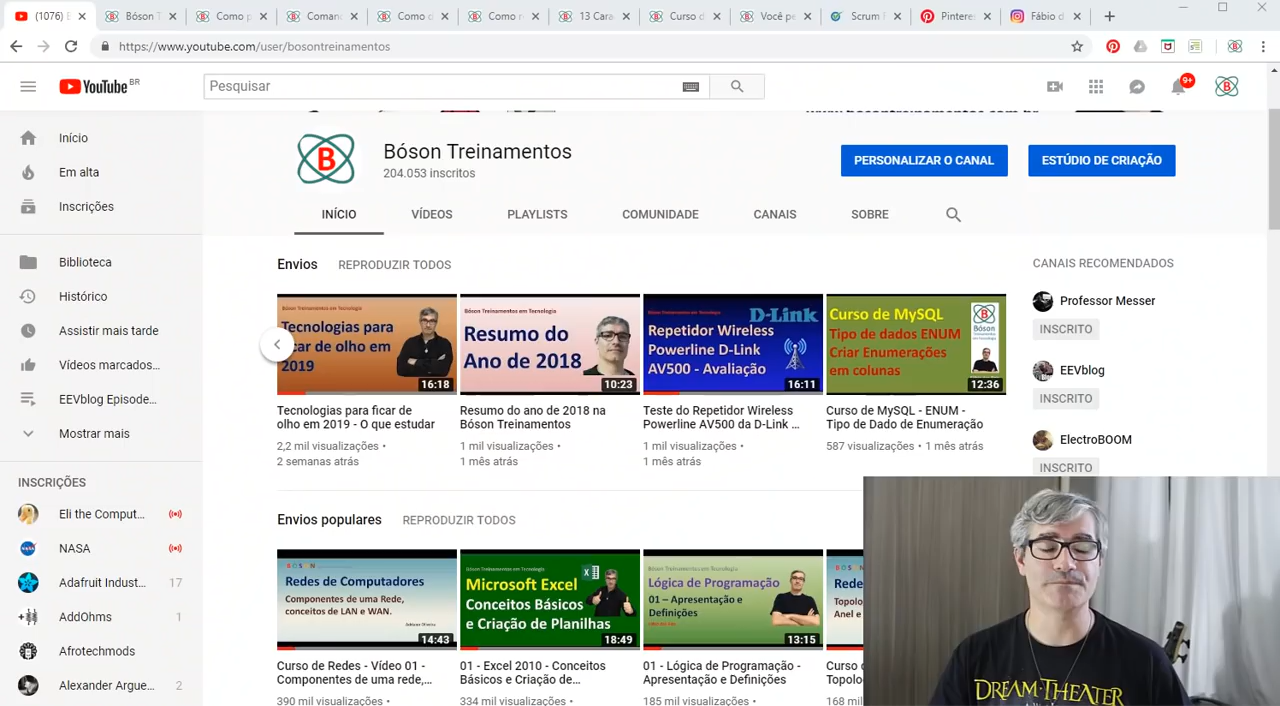 (1076)
Bóson T
Como p
Comand
Como d
Como re
13 Cara
Curso d
Você pe
Scrum
Pinteres
Fábio d
https://www.youtube.com/user/bosontreinamentos
YouTube BR
Pesquisar
9+
B
Início
Em alta
Inscrições
Biblioteca
Histórico
Assistir mais tarde
Vídeos marcados...
EEVblog Episode...
Mostrar mais
INSCRIÇÕES
Eli the Comput...
NASA
Adafruit Indust... 17
AddOhms 1
Afrotechmods
Alexander Argue... 2
B
Bóson Treinamentos
204.053 inscritos
PERSONALIZAR O CANAL
ESTÚDIO DE CRIAÇÃO
INÍCIO
VÍDEOS
PLAYLISTS
COMUNIDADE
CANAIS
SOBRE
Envios REPRODUZIR TODOS
Bóson Treinamentos em Tecnologia
Tecnologias para
ficar de olho em
2019
16:18
Tecnologias para ficar de
olho em 2019 - O que estudar
2,2 mil visualizações •
2 semanas atrás
Bóson Treinamentos em Tecnologia
Resumo do
Ano de 2018
10:23
Resumo do ano de 2018 na
Bóson Treinamentos
1 mil visualizações •
1 mês atrás
Bóson Treinamentos em Tecnologia
D-Link
Repetidor Wireless
Powerline D-Link
AV500 - Avaliação
16:11
Teste do Repetidor Wireless
Powerline AV500 da D-Link ...
1 mil visualizações •
1 mês atrás
Curso de MySQL
Tipo de dados ENUM
Criar Enumerações
em colunas
Bóson
Treinamentos
12:36
Curso de MySQL - ENUM -
Tipo de Dado de Enumeração
587 visualizações • 1 mês atrás
CANAIS RECOMENDADOS
Professor Messer
INSCRITO
EEVblog
INSCRITO
ElectroBOOM
INSCRITO
Envios populares REPRODUZIR TODOS
Redes de Computadores
Componentes de uma Rede,
conceitos de LAN e WAN.
14:43
Curso de Redes - Vídeo 01 -
Componentes de uma rede,...
390 mil visualizações •
Bóson Treinamentos em Tecnologia
Microsoft Excel
Conceitos Básicos
e Criação de Planilhas
18:49
01 - Excel 2010 - Conceitos
Básicos e Criação de...
334 mil visualizações •
Bóson Treinamentos em Tecnologia
Lógica de Programação
01 – Apresentação e
Definições
13:15
01 - Lógica de Programação -
Apresentação e Definições
185 mil visualizações •
Rede
Topolo
Anel e
Curso
Topolo
168 mil
DREAM THEATER